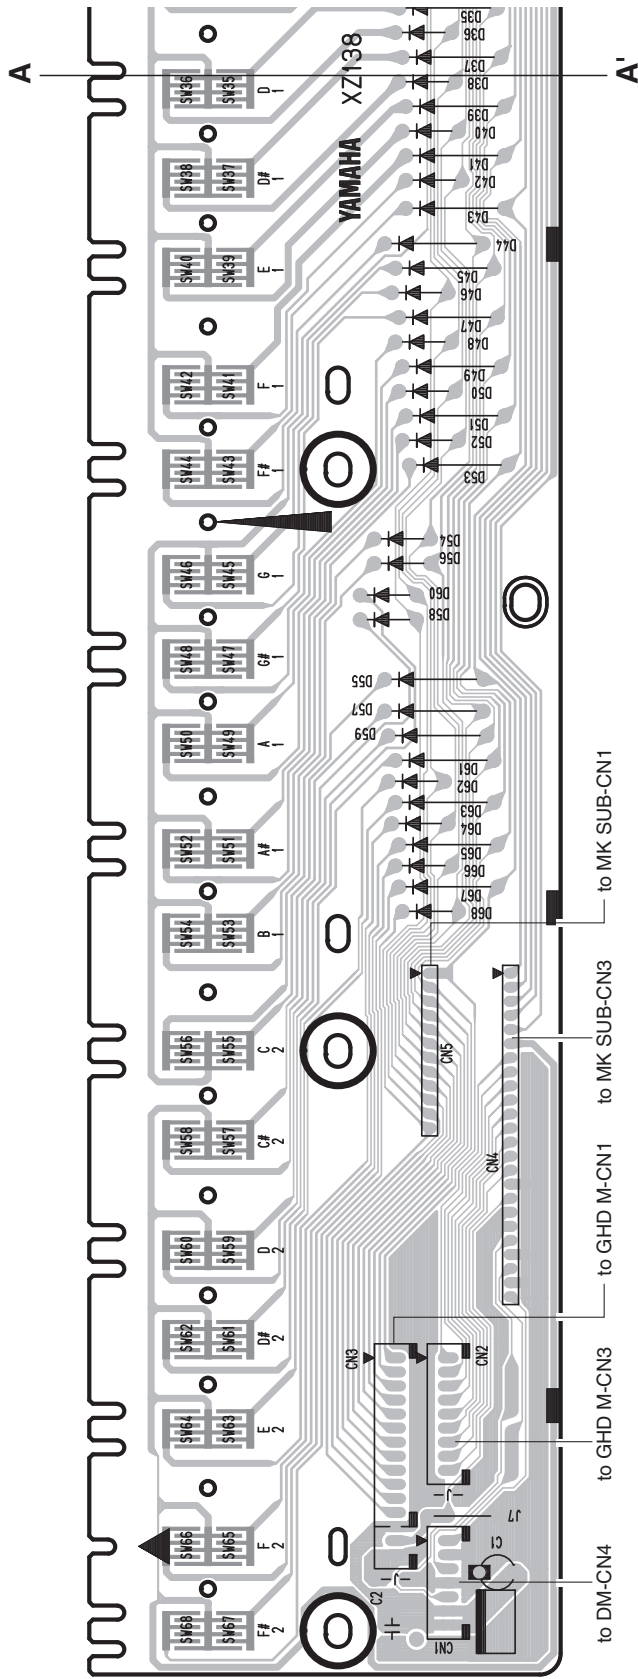 A
A'
D35
D36
D37
D38
D39
D40
D41
D42
D43
D44
D45
D46
D47
D48
D49
D50
D51
D52
D53
D54
D56
D60
D58
D55
D57
D59
D61
D62
D63
D64
D65
D66
D67
D68
XZ138
YAMAHA
SW36
SW35
D
1
SW38
SW37
D#
1
SW40
SW39
E
1
SW42
SW41
F
1
SW44
SW43
F#
1
SW46
SW45
G
1
SW48
SW47
G#
1
SW50
SW49
A
1
SW52
SW51
A#
1
SW54
SW53
B
1
SW56
SW55
C
2
SW58
SW57
C#
2
SW60
SW59
D
2
SW62
SW61
D#
2
SW64
SW63
E
2
SW66
SW65
F
2
SW68
SW67
F#
2
CN5
CN4
CN3
CN2
J
J7
J
C2
C1
CN1
to MK SUB-CN1
to MK SUB-CN3
to GHD M-CN1
to GHD M-CN3
to DM-CN4